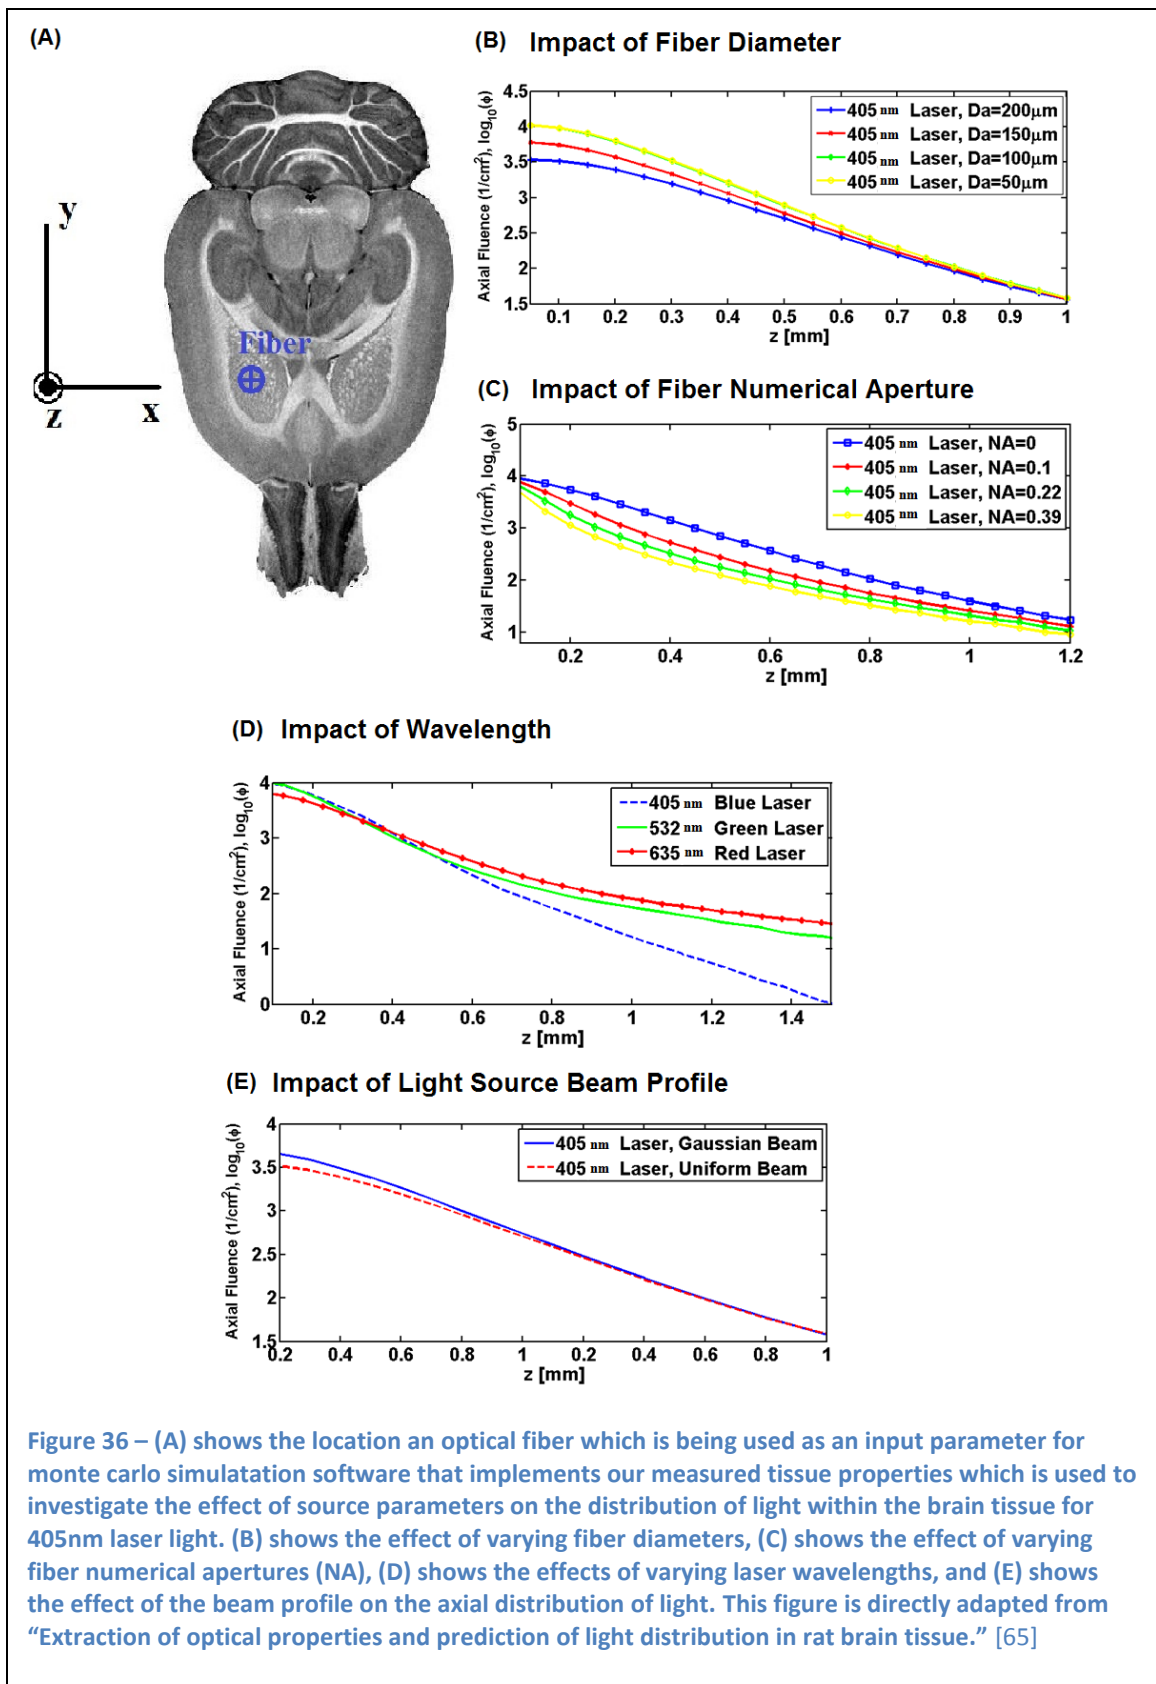 (A)
y
Fiber
z
x
(B) Impact of Fiber Diameter
4.5
4
3.5
3
2.5
2
1.5
Axial Fluence (1/cm²), log₁₀(ϕ)
405 nm Laser, Da=200μm
405 nm Laser, Da=150μm
405 nm Laser, Da=100μm
405 nm Laser, Da=50μm
0.1 0.2 0.3 0.4 0.5 0.6 0.7 0.8 0.9 1
z [mm]
(C) Impact of Fiber Numerical Aperture
5
4
3
2
1
Axial Fluence (1/cm²), log₁₀(ϕ)
405 nm Laser, NA=0
405 nm Laser, NA=0.1
405 nm Laser, NA=0.22
405 nm Laser, NA=0.39
0.2 0.4 0.6 0.8 1 1.2
z [mm]
(D) Impact of Wavelength
4
3
2
1
0
Axial Fluence (1/cm²), log₁₀(ϕ)
405 nm Blue Laser
532 nm Green Laser
635 nm Red Laser
0.2 0.4 0.6 0.8 1 1.2 1.4
z [mm]
(E) Impact of Light Source Beam Profile
4
3.5
3
2.5
2
1.5
Axial Fluence (1/cm²), log₁₀(ϕ)
405 nm Laser, Gaussian Beam
405 nm Laser, Uniform Beam
0.2 0.4 0.6 0.8 1 0.2 0.4 0.6 0.8 1
z [mm]
Figure 36 – (A) shows the location an optical fiber which is being used as an input parameter for
monte carlo simulatation software that implements our measured tissue properties which is used to
investigate the effect of source parameters on the distribution of light within the brain tissue for
405nm laser light. (B) shows the effect of varying fiber diameters, (C) shows the effect of varying
fiber numerical apertures (NA), (D) shows the effects of varying laser wavelengths, and (E) shows
the effect of the beam profile on the axial distribution of light. This figure is directly adapted from
“Extraction of optical properties and prediction of light distribution in rat brain tissue.” [65]